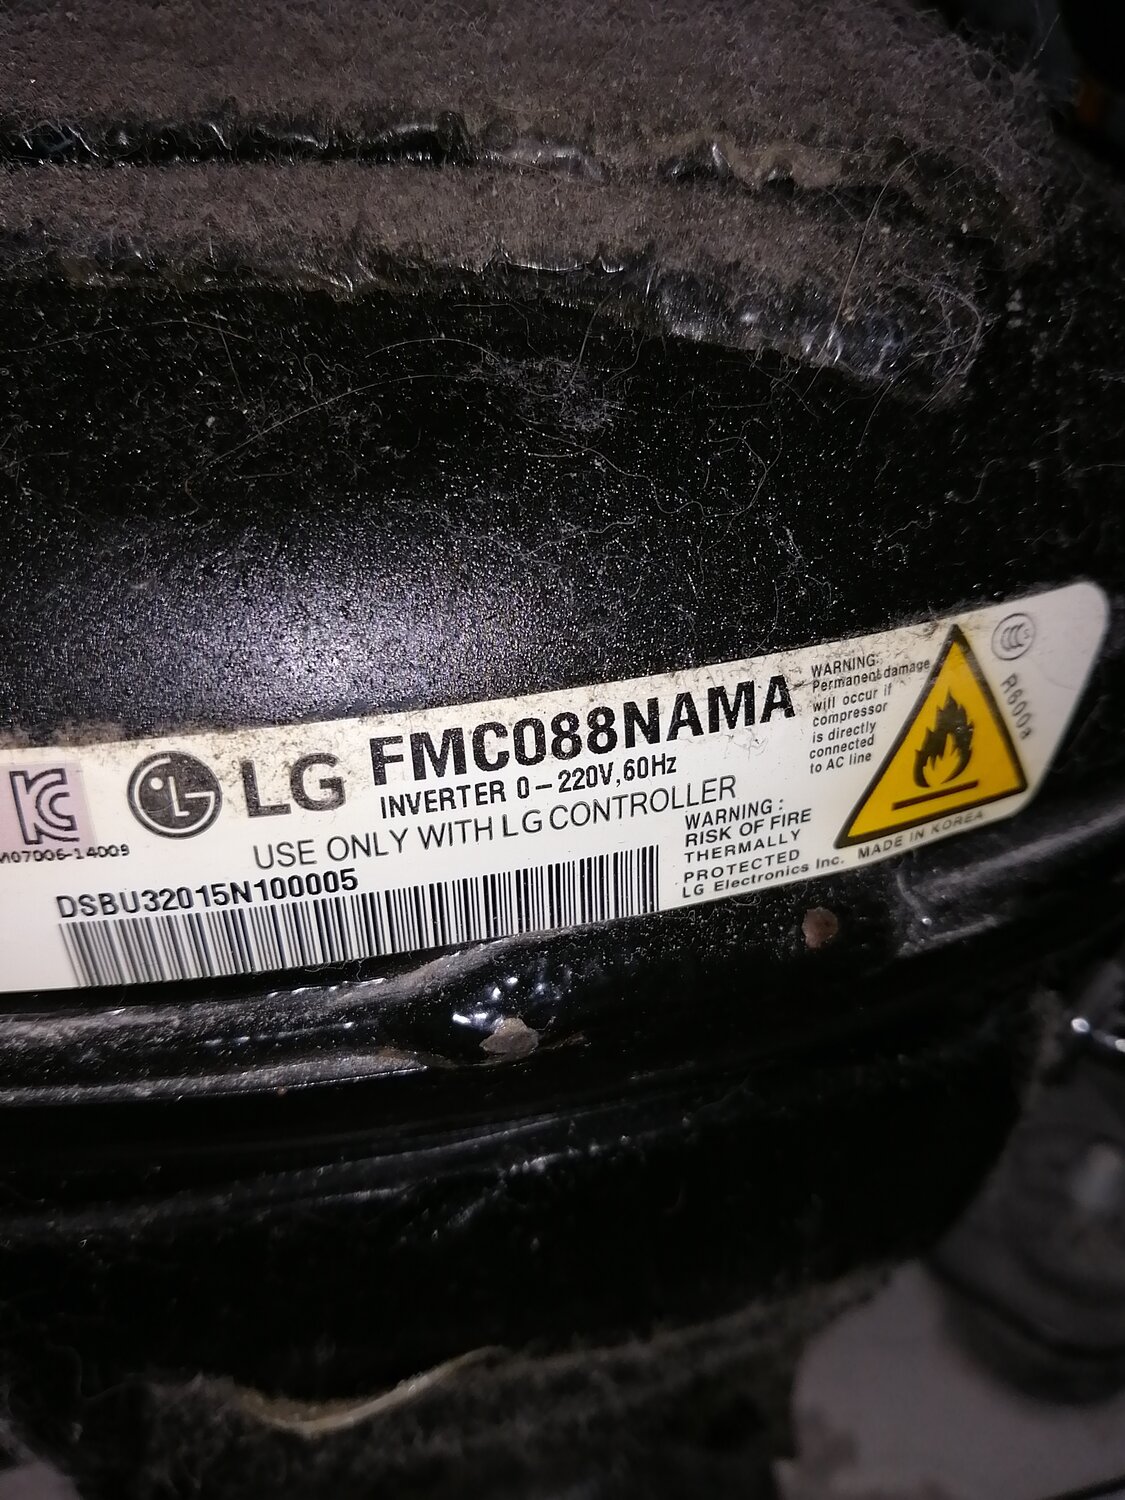 LG FMC088NAMA
INVERTER 0-220V,60Hz
USE ONLY WITH LG CONTROLLER
DSBU32015N100005
M07006-14009
WARNING:
Permanent damage
will occur if
compressor
is directly
connected
to AC line
WARNING:
RISK OF FIRE
THERMALLY
PROTECTED
LG Electronics Inc. MADE IN KOREA
R600a